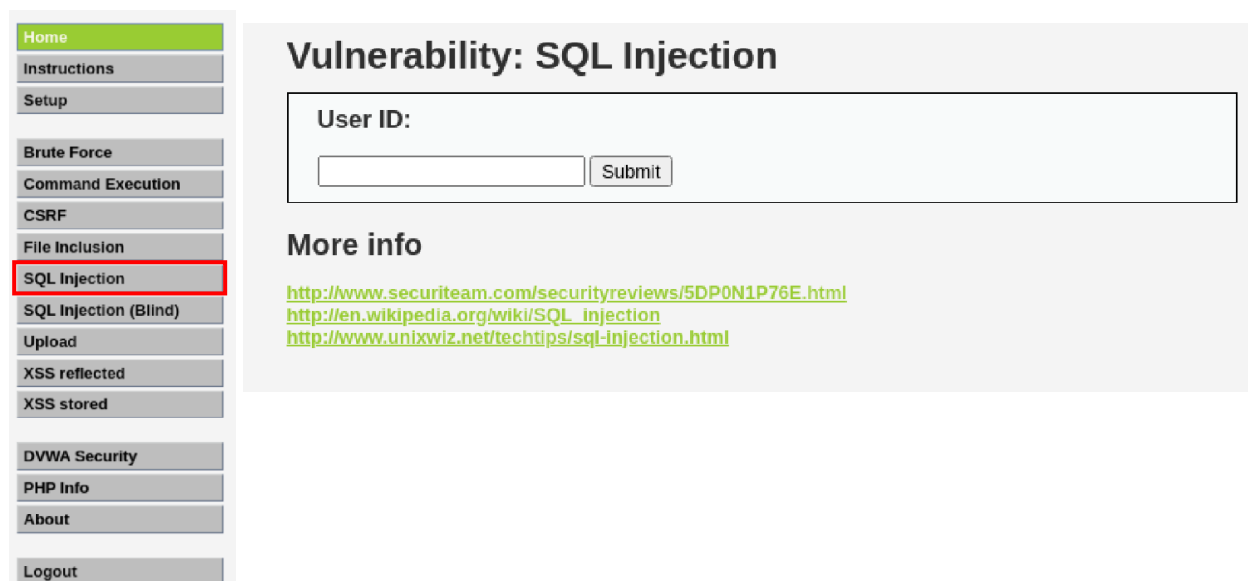 Home
Instructions
Setup
Brute Force
Command Execution
CSRF
File Inclusion
SQL Injection
SQL Injection (Blind)
Upload
XSS reflected
XSS stored
DVWA Security
PHP Info
About
Logout
Vulnerability: SQL Injection
User ID:
Submit
More info
http://www.securiteam.com/securityreviews/5DP0N1P76E.html
http://en.wikipedia.org/wiki/SQL_injection
http://www.unixwiz.net/techtips/sql-injection.html